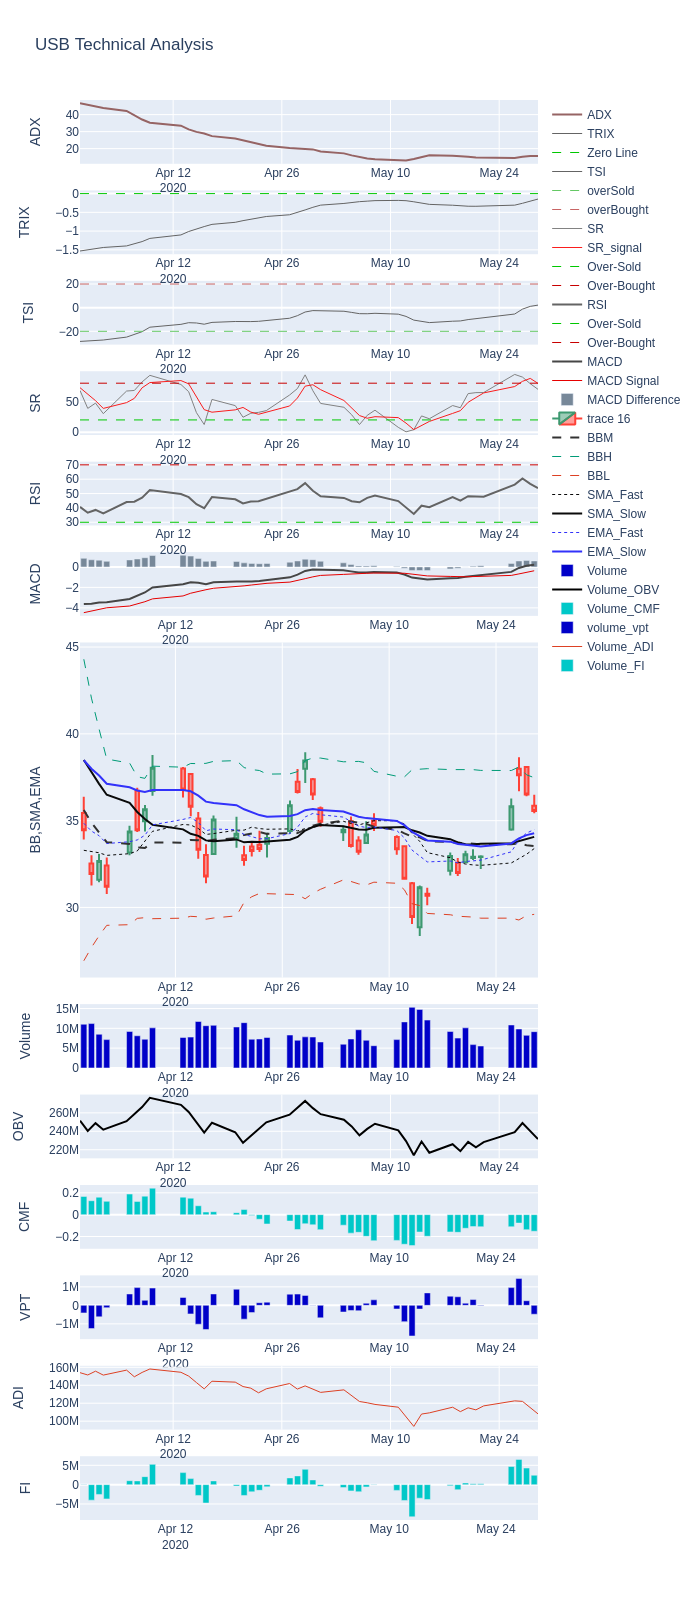 USB Technical Analysis
ADX
40
30
20
Apr 12
2020
Apr 26
May 10
May 24
TRIX
0
−0.5
−1
−1.5
Apr 12
2020
Apr 26
May 10
May 24
TSI
20
0
−20
Apr 12
2020
Apr 26
May 10
May 24
SR
50
0
Apr 12
2020
Apr 26
May 10
May 24
RSI
70
60
50
40
30
Apr 12
2020
Apr 26
May 10
May 24
MACD
0
−2
−4
Apr 12
2020
Apr 26
May 10
May 24
BB,SMA,EMA
45
40
35
30
Apr 12
2020
Apr 26
May 10
May 24
Volume
15M
10M
5M
0
Apr 12
2020
Apr 26
May 10
May 24
OBV
260M
240M
220M
Apr 12
2020
Apr 26
May 10
May 24
CMF
0.2
0
−0.2
Apr 12
2020
Apr 26
May 10
May 24
VPT
1M
0
−1M
Apr 12
2020
Apr 26
May 10
May 24
ADI
160M
140M
120M
100M
Apr 12
2020
Apr 26
May 10
May 24
FI
5M
0
−5M
Apr 12
2020
Apr 26
May 10
May 24
ADX
TRIX
Zero Line
TSI
overSold
overBought
SR
SR_signal
Over-Sold
Over-Bought
RSI
Over-Sold
Over-Bought
MACD
MACD Signal
MACD Difference
trace 16
BBM
BBH
BBL
SMA_Fast
SMA_Slow
EMA_Fast
EMA_Slow
Volume
Volume_OBV
Volume_CMF
volume_vpt
Volume_ADI
Volume_FI